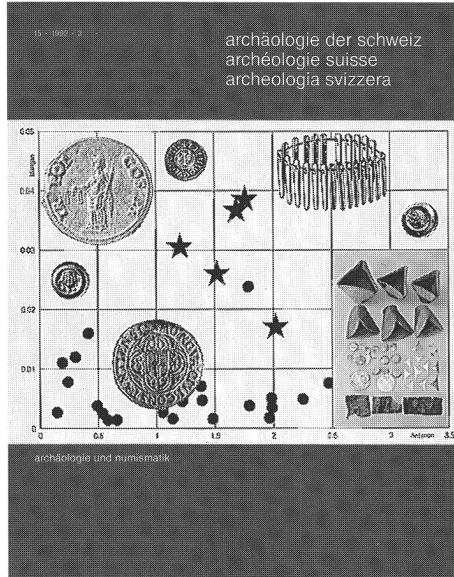 15 - 1992 - 3
archäologie der schweiz
archéologie suisse
archeologia svizzera
0.05
0.04
0.03
0.02
0.01
0
0
0.5
1
1.5
2
2.5
3
3.5
archäologie und numismatik